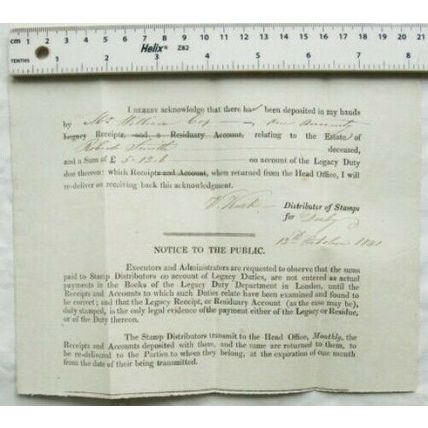 cm 1 2 3 4 5 6 7 8 9 10 11 12 13 14 15 16 17 18 19 20 21
Helix® Z82
TENTHS 1 2 3 4 5 6 7 8
I HEREBY acknowledge that there have been deposited in my hands
by Mr
Legacy Receipts, and a Residuary Account, relating to the Estate of
Robert Smith deceased,
and a Sum of £ 5-12-6 on account of the Legacy Duty
due thereon: which Receipts and Account, when returned from the Head Office, I will
re-deliver on receiving back this acknowledgment.
Distributor of Stamps
for Derby
12th October 18
NOTICE TO THE PUBLIC.
Executors and Administrators are requested to observe that the sums
paid to Stamp Distributors on account of Legacy Duties, are not entered as actual
payments in the Books of the Legacy Duty Department in London, until the
Receipts and Accounts to which such Duties relate have been examined and found to
be correct; and that the Legacy Receipt, or Residuary Account (as the case may be),
duly stamped, is the only legal evidence of the payment either of the Legacy or Residue,
or of the Duty thereon.
The Stamp Distributors transmit to the Head Office, Monthly, the
Receipts and Accounts deposited with them, and the same are returned to them, to
be re-delivered to the Parties to whom they belong, at the expiration of one month
from the date of their being transmitted.